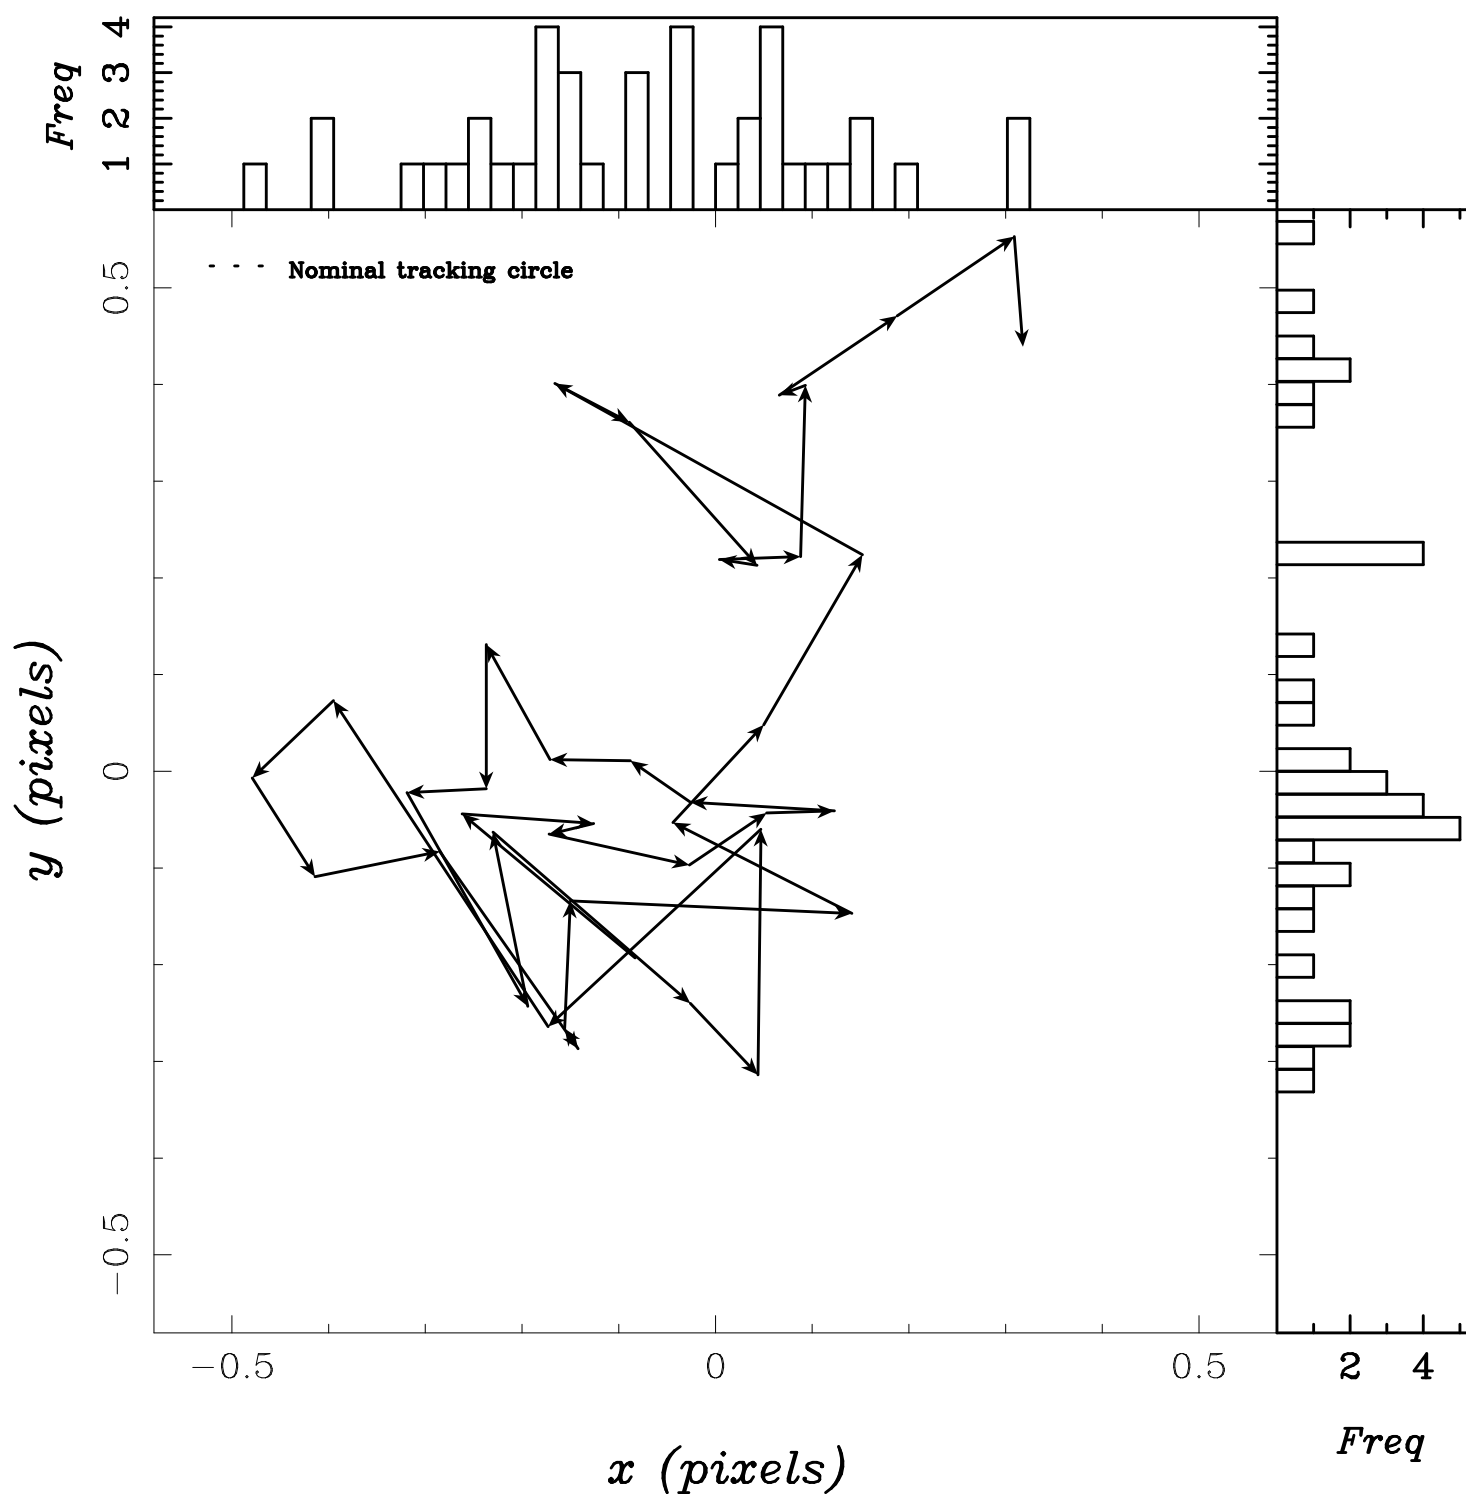 Freq
1 2 3 4
Nominal tracking circle
0.5
0
−0.5
y (pixels)
−0.5 0 0.5
x (pixels)
2 4
Freq